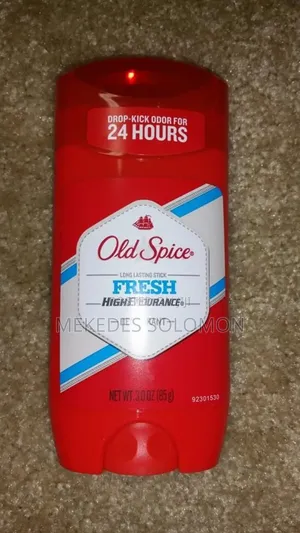 DROP-KICK ODOR FOR
24 HOURS
Old Spice
LONG LASTING STICK
FRESH
HIGH ENDURANCE
MEKEDES SOLOMON
NET WT 3.0 OZ (85g)
92301530